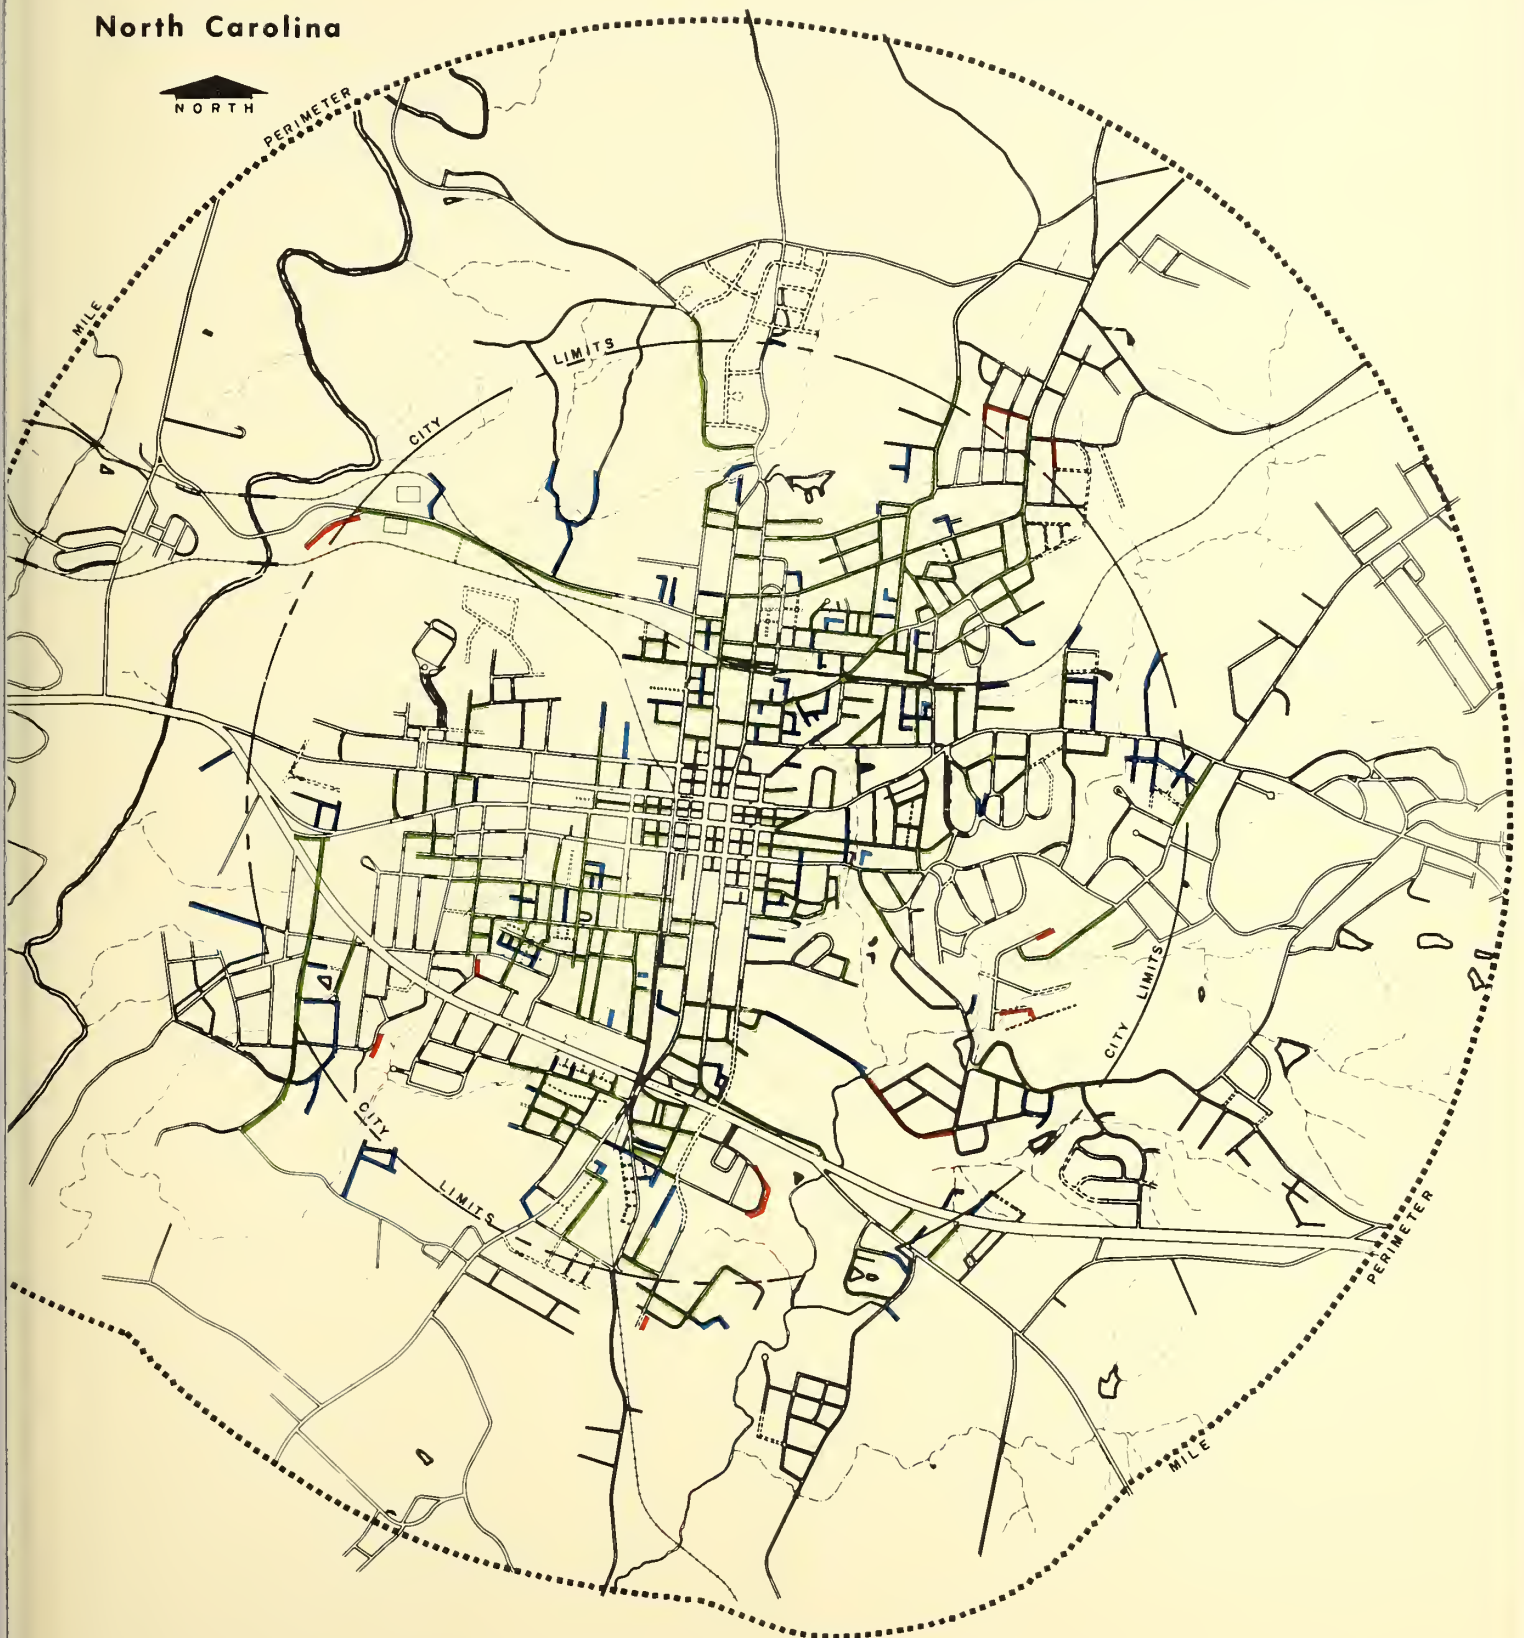 North Carolina
NORTH
PERIMETER
MILE
LIMITS
CITY
LIMITS
CITY
CITY
LIMITS
PERIMETER
MILE